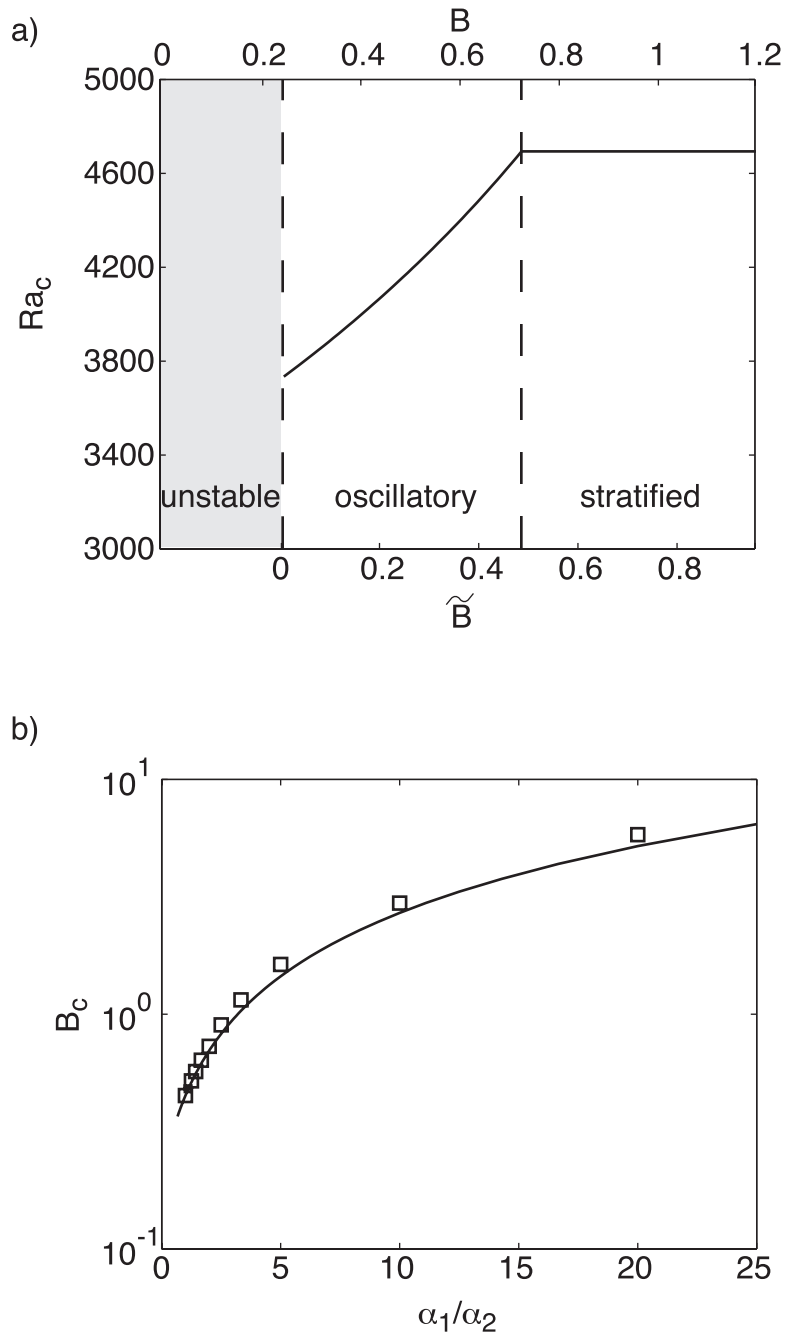 a)
B
0 0.2 0.4 0.6 0.8 1 1.2
5000
4600
4200
3800
3400
3000
Ra_c
unstable oscillatory stratified
0 0.2 0.4 0.6 0.8
B̃
b)
10^1
10^0
10^-1
B_c
0 5 10 15 20 25
α_1/α_2